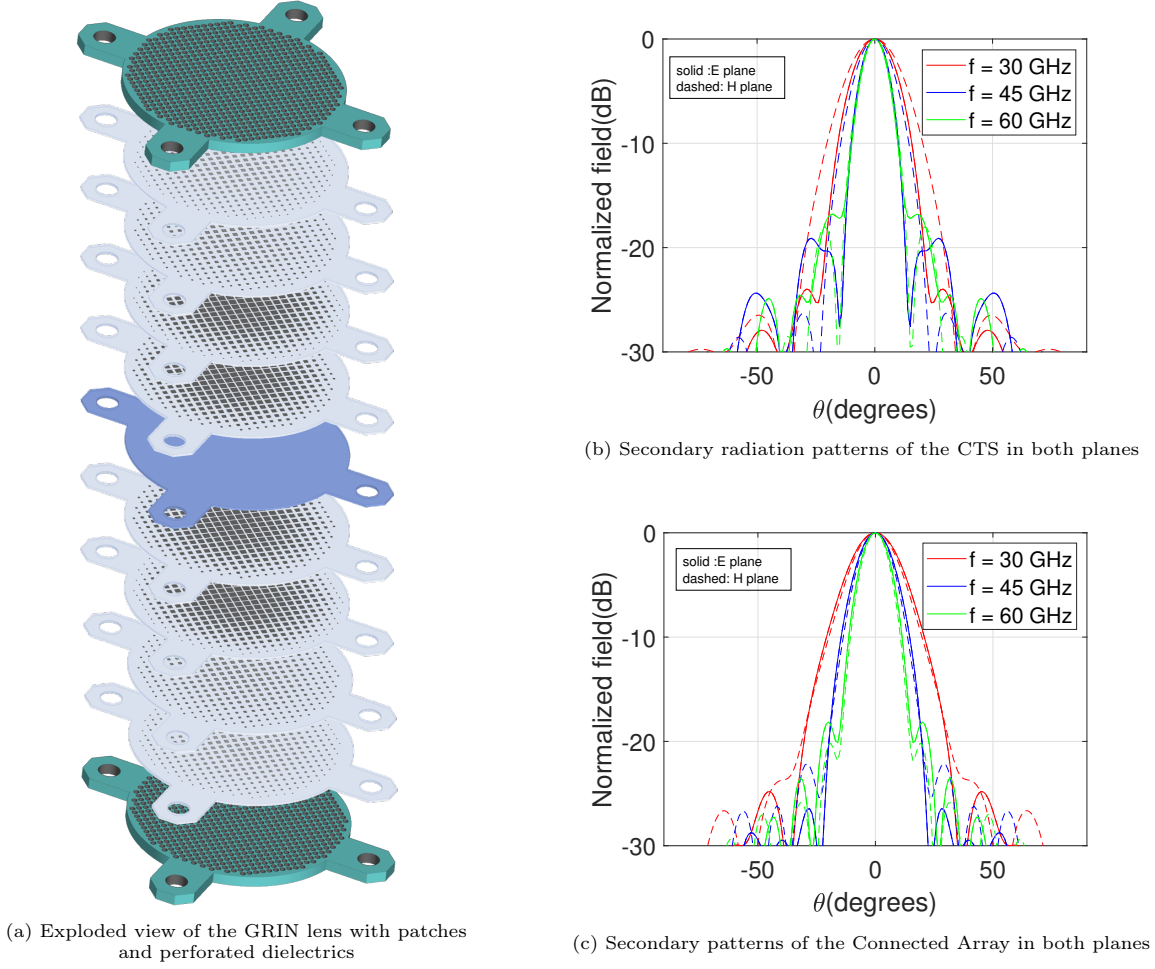 0
-10
-20
-30
Normalized field(dB)
-50
0
50
θ(degrees)
solid :E plane
dashed: H plane
f = 30 GHz
f = 45 GHz
f = 60 GHz
(b) Secondary radiation patterns of the CTS in both planes
0
-10
-20
-30
Normalized field(dB)
-50
0
50
θ(degrees)
solid :E plane
dashed: H plane
f = 30 GHz
f = 45 GHz
f = 60 GHz
(a) Exploded view of the GRIN lens with patches
and perforated dielectrics
(c) Secondary patterns of the Connected Array in both planes